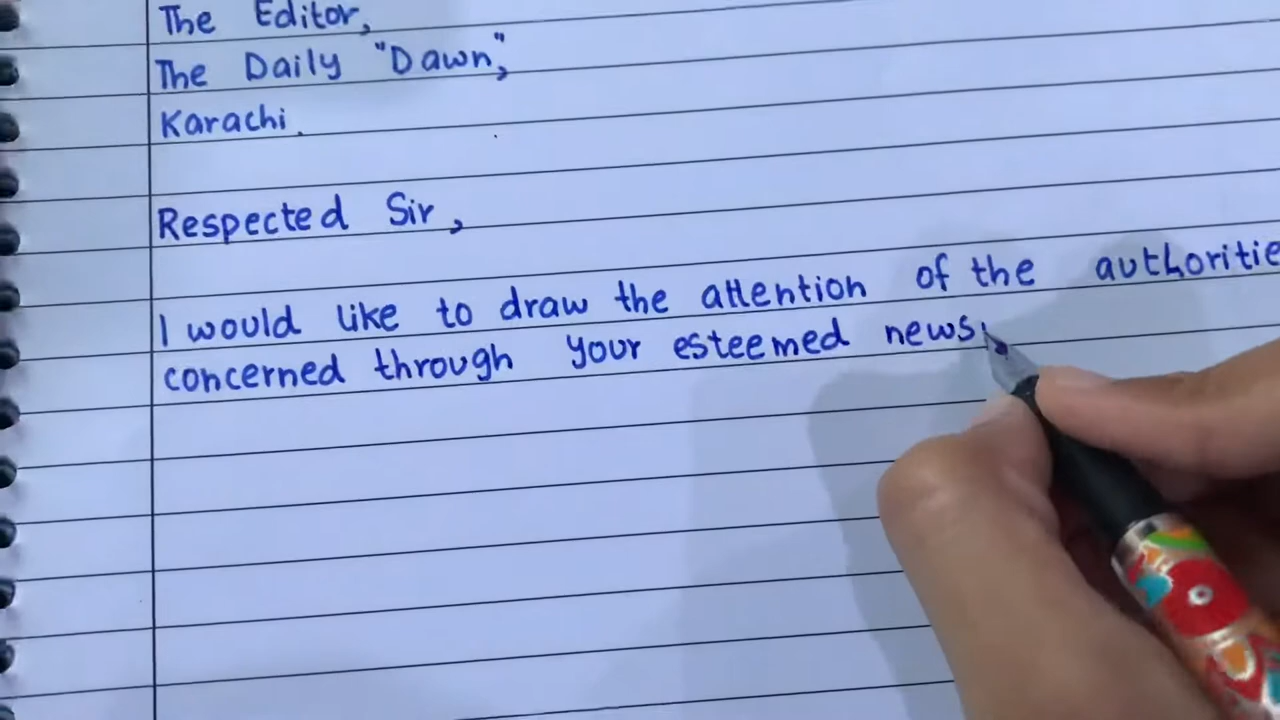 The Editor,
The Daily "Dawn",
Karachi.
Respected Sir,
I would like to draw the attention of the authoritie
concerned through your esteemed news